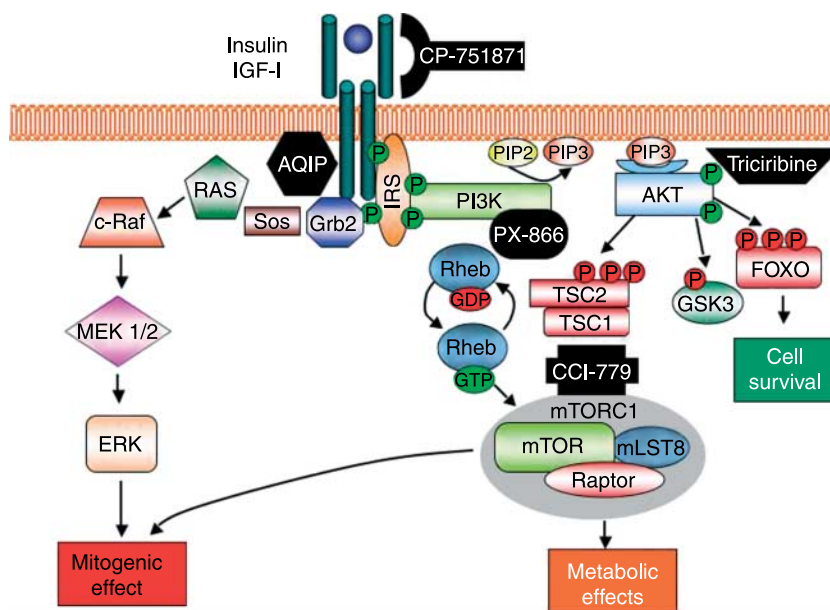 Insulin
IGF-I
CP-751871
AQIP
P
IRS
P
P
P
PI3K
PX-866
PIP2
PIP3
PIP3
AKT
P
P
Triciribine
RAS
Sos
Grb2
c-Raf
MEK 1/2
ERK
Mitogenic
effect
Rheb
GDP
Rheb
GTP
P P P
TSC2
TSC1
P
GSK3
P P P
FOXO
Cell
survival
CCI-779
mTORC1
mTOR
mLST8
Raptor
Metabolic
effects